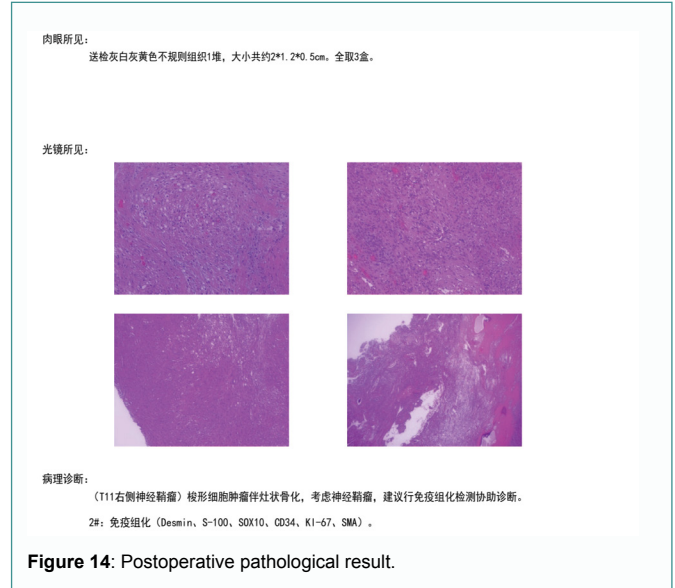 肉眼所见:
送检灰白灰黄色不规则组织1堆，大小共约2*1.2*0.5cm。全取3盒。
光镜所见:
病理诊断:
（T11右侧神经鞘瘤）梭形细胞肿瘤伴灶状骨化，考虑神经鞘瘤，建议行免疫组化检测协助诊断。
2#: 免疫组化（Desmin、S-100、SOX10、CD34、KI-67、SMA）。
Figure 14: Postoperative pathological result.